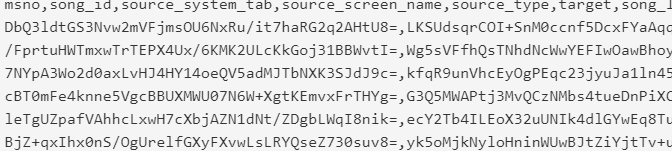 msno,song_id,source_system_tab,source_screen_name,source_type,target,song_l
DbQ3ldtGS3Nvw2mVFjmsOU6NxRu/it7haRG2q2AHtU8=,LKSUdsqrCOI+SnM0ccnf5DcxFYaAqd
/FprtuHWTmxwTrTEPX4Ux/6KMK2ULcKkGoj31BBWvtI=,Wg5sVFfhQsTNhdNcWwYEFIwOawBhoy
7NYpA3Wo2d0axLvHJ4HY14oeQV5adMJTbNXK3SJdJ9c=,kfqR9unVhcEyOgPEqc23jyuJa1ln45
cBT0mFe4knne5VgcBBUXMWU07N6W+XgtKEmvxFrTHYg=,G3Q5MWAPtj3MvQCzNMbs4tueDnPiXC
leTgUZpafVAhhcLxwH7cXbjAZN1dNt/ZDgbLWqI8nik=,ecY2Tb4ILEoX32uUNIk4dlGYwEq8Tu
BjZ+qxIhx0nS/OgUrelfGXyFXvwLsLRYQseZ730suv8=,yk5oMjkNyloHninWUwBJtZiYjtTv+u